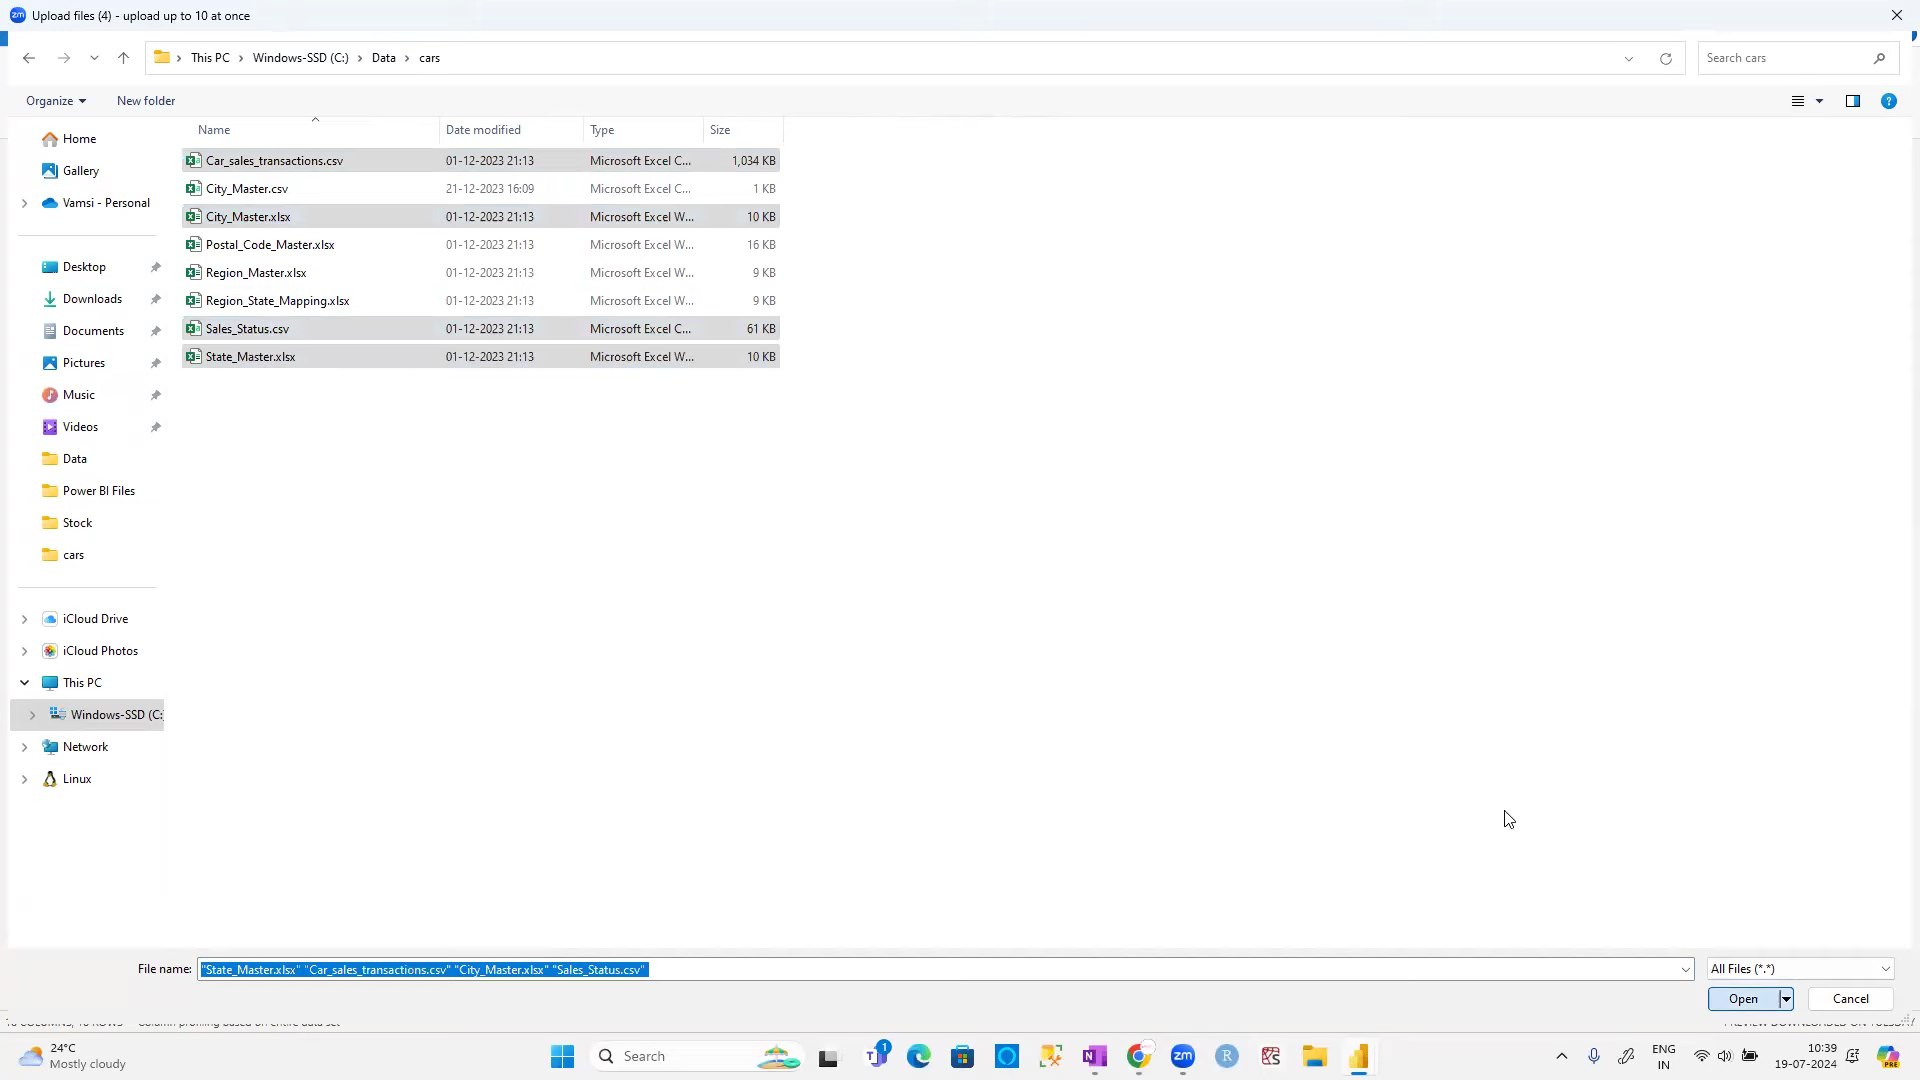 zm Upload files (4) - upload up to 10 at once
This PC Windows-SSD (C:) Data cars
Search cars
Organize New folder
Name Date modified Type Size
Car_sales_transactions.csv 01-12-2023 21:13 Microsoft Excel C... 1,034 KB
City_Master.csv 21-12-2023 16:09 Microsoft Excel C... 1 KB
City_Master.xlsx 01-12-2023 21:13 Microsoft Excel W... 10 KB
Postal_Code_Master.xlsx 01-12-2023 21:13 Microsoft Excel W... 16 KB
Region_Master.xlsx 01-12-2023 21:13 Microsoft Excel W... 9 KB
Region_State_Mapping.xlsx 01-12-2023 21:13 Microsoft Excel W... 9 KB
Sales_Status.csv 01-12-2023 21:13 Microsoft Excel C... 61 KB
State_Master.xlsx 01-12-2023 21:13 Microsoft Excel W... 10 KB
Home
Gallery
Vamsi - Personal
Desktop
Downloads
Documents
Pictures
Music
Videos
Data
Power BI Files
Stock
cars
iCloud Drive
iCloud Photos
This PC
Windows-SSD (C:
Network
Linux
File name: "State_Master.xlsx" "Car_sales_transactions.csv" "City_Master.xlsx" "Sales_Status.csv" All Files (*.*)
Open Cancel
24°C
Mostly cloudy
Search
1
zm
R
ENG
IN
10:39
19-07-2024
PRE